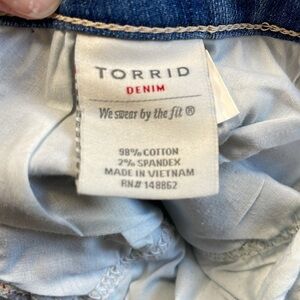 TORRID
DENIM
We swear by the fit ®
98% COTTON
2% SPANDEX
MADE IN VIETNAM
RN# 148862